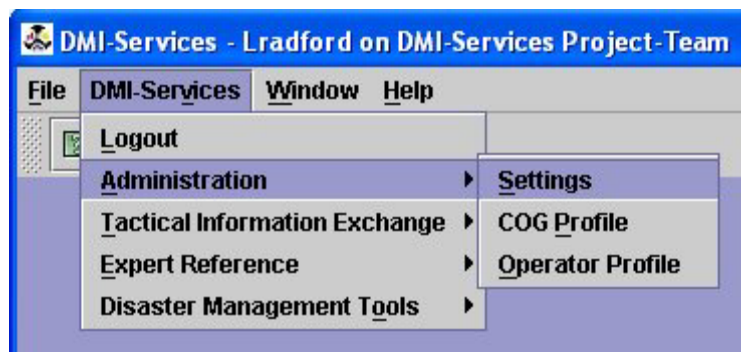 DMI-Services - Lradford on DMI-Services Project-Team
File DMI-Services Window Help
Logout
Administration
Settings
Tactical Information Exchange
COG Profile
Expert Reference
Operator Profile
Disaster Management Tools